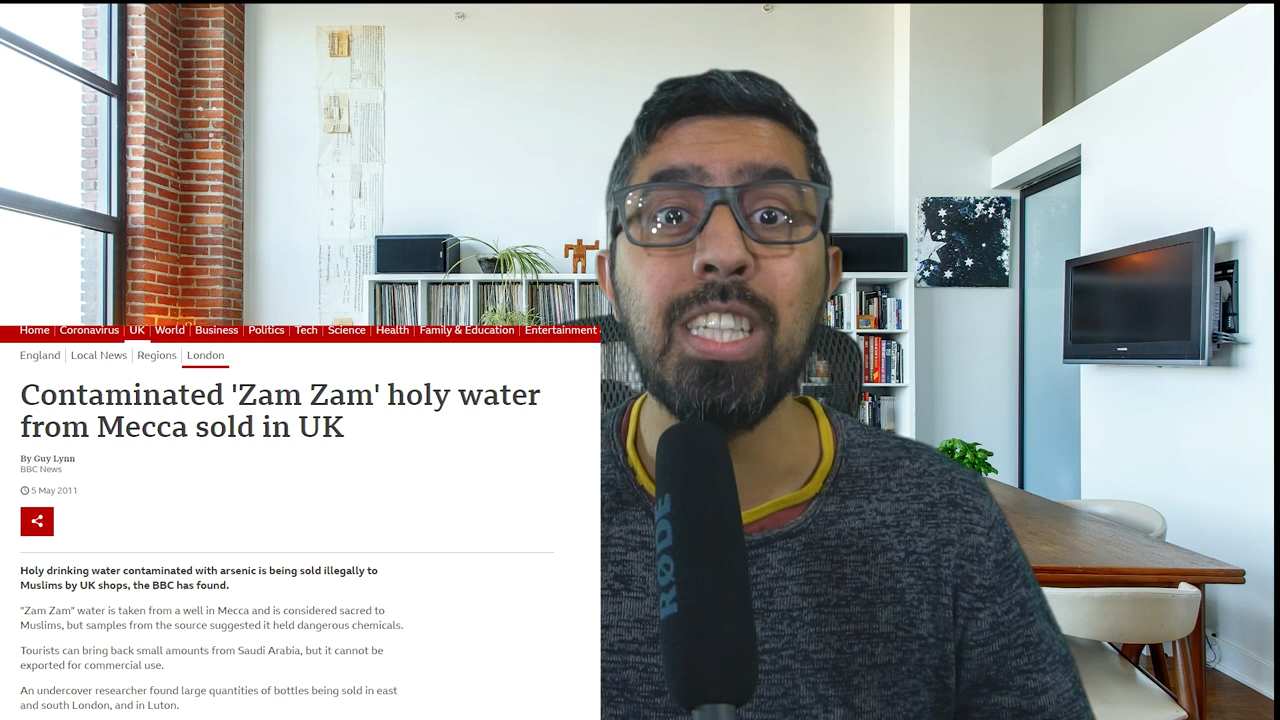 Home Coronavirus UK World Business Politics Tech Science Health Family & Education Entertainment
England Local News Regions London
Contaminated 'Zam Zam' holy water
from Mecca sold in UK
By Guy Lynn
BBC News
5 May 2011
Holy drinking water contaminated with arsenic is being sold illegally to
Muslims by UK shops, the BBC has found.
"Zam Zam" water is taken from a well in Mecca and is considered sacred to
Muslims, but samples from the source suggested it held dangerous chemicals.
Tourists can bring back small amounts from Saudi Arabia, but it cannot be
exported for commercial use.
An undercover researcher found large quantities of bottles being sold in east
and south London, and in Luton.
RØDE